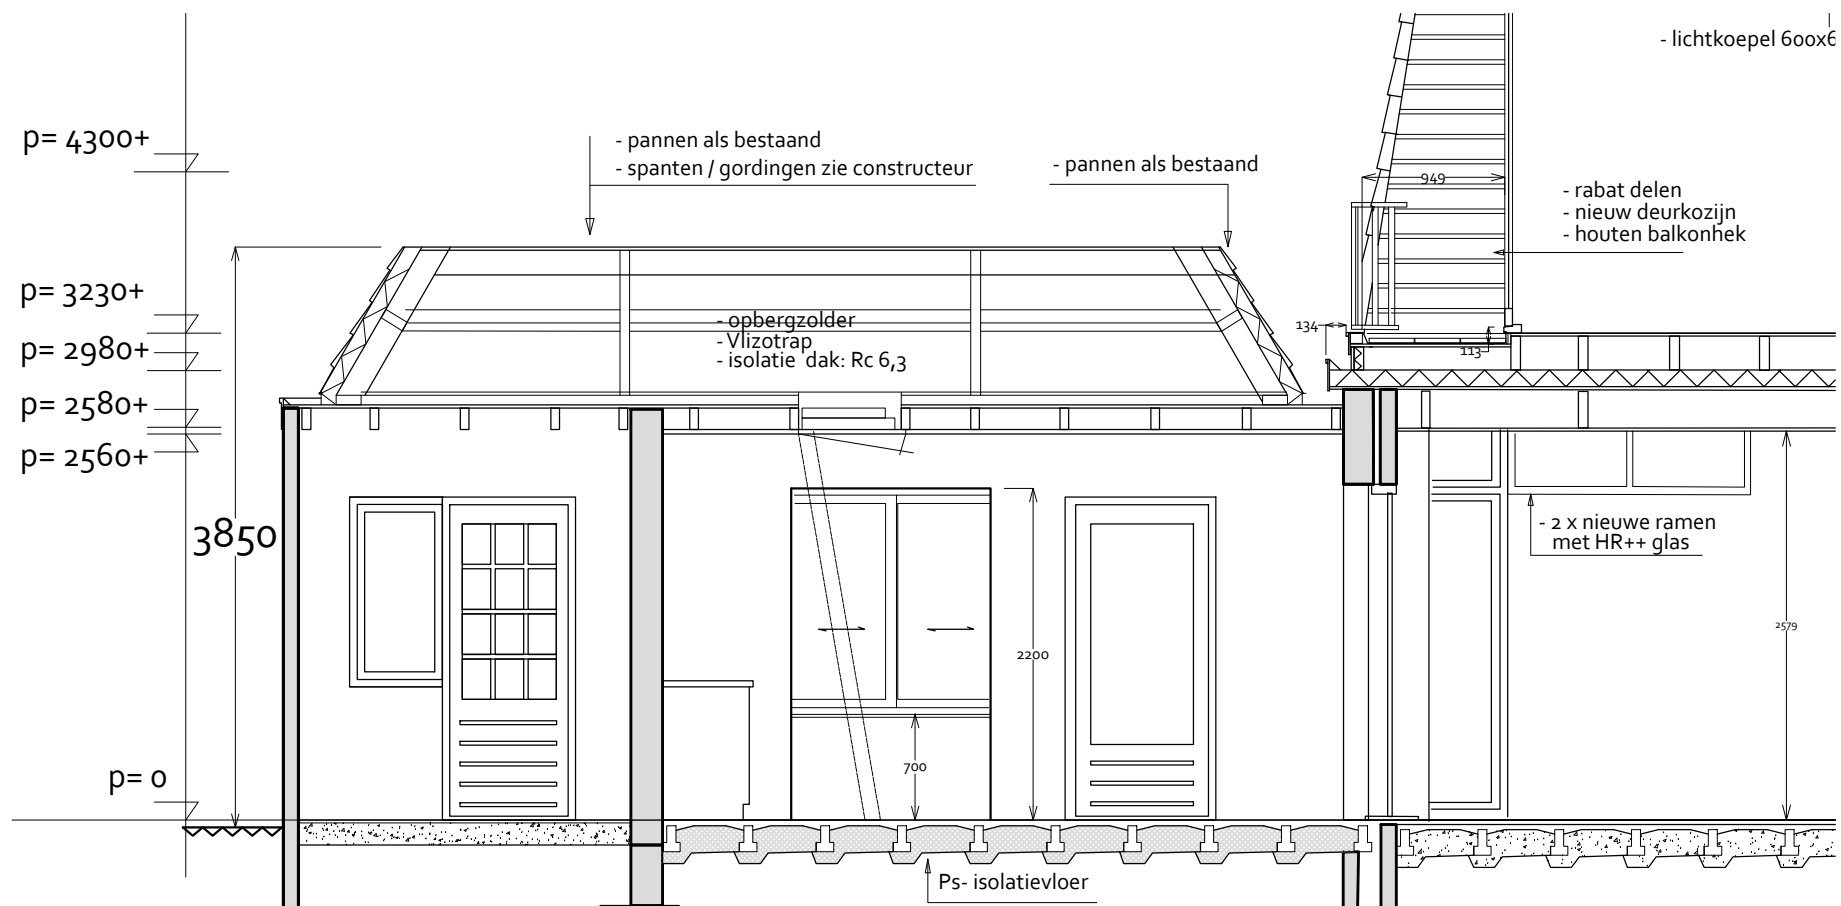 - lichtkoepel 600x6
p= 4300+
- pannen als bestaand
- spanten / gordingen zie constructeur
- pannen als bestaand
949
- rabat delen
- nieuw deurkozijn
- houten balkonhek
p= 3230+
p= 2980+
p= 2580+
p= 2560+
- opbergzolder
- Vlizotrap
- isolatie dak: Rc 6,3
134
113
3850
- 2 x nieuwe ramen
met HR++ glas
2579
2200
700
p= 0
Ps- isolatievloer